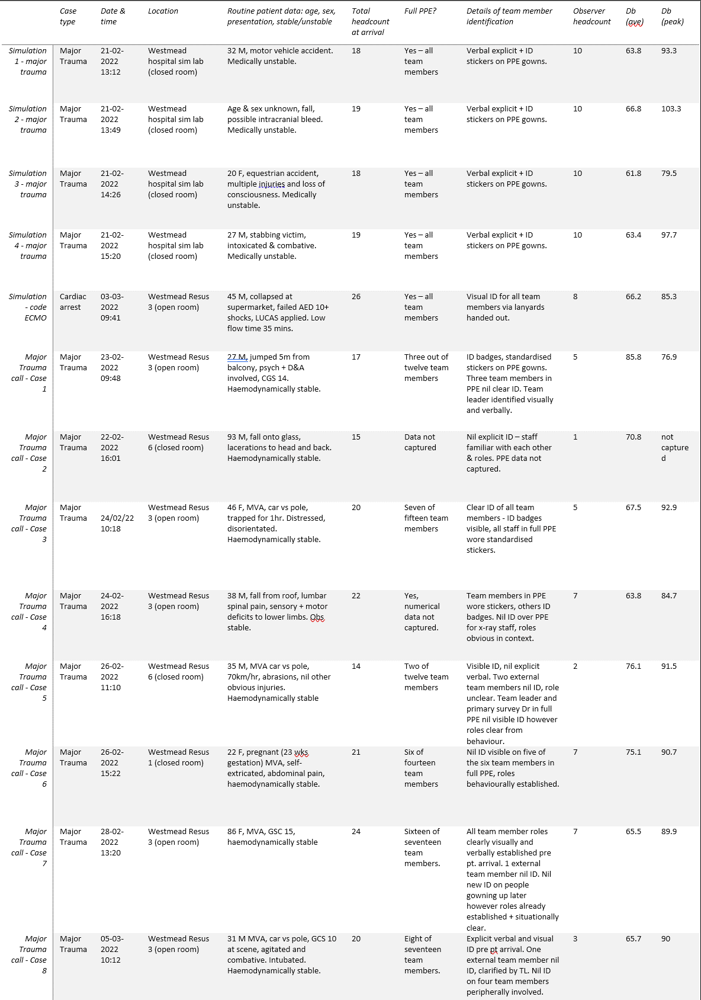 Case type	Date & time	Location	Routine patient data: age, sex, presentation, stable/unstable	Total headcount at arrival	Full PPE?	Details of team member identification	Observer headcount	Db (ave)	Db (peak)
Simulation 1 - major trauma	Major Trauma	21-02-2022 13:12	Westmead hospital sim lab (closed room)	32 M, motor vehicle accident. Medically unstable.	18	Yes – all team members	Verbal explicit + ID stickers on PPE gowns.	10	63.8	93.3
Simulation 2 - major trauma	Major Trauma	21-02-2022 13:49	Westmead hospital sim lab (closed room)	Age & sex unknown, fall, possible intracranial bleed. Medically unstable.	19	Yes – all team members	Verbal explicit + ID stickers on PPE gowns.	10	66.8	103.3
Simulation 3 - major trauma	Major Trauma	21-02-2022 14:26	Westmead hospital sim lab (closed room)	20 F, equestrian accident, multiple injuries and loss of consciousness. Medically unstable.	18	Yes – all team members	Verbal explicit + ID stickers on PPE gowns.	10	61.8	79.5
Simulation 4 - major trauma	Major Trauma	21-02-2022 15:20	Westmead hospital sim lab (closed room)	27 M, stabbing victim, intoxicated & combative. Medically unstable.	19	Yes – all team members	Verbal explicit + ID stickers on PPE gowns.	10	63.4	97.7
Simulation - code ECMO	Cardiac arrest	03-03-2022 09:41	Westmead Resus 3 (open room)	45 M, collapsed at supermarket, failed AED 10+ shocks, LUCAS applied. Low flow time 35 mins.	26	Yes – all team members	Visual ID for all team members via lanyards handed out.	8	66.2	85.3
Major Trauma call - Case 1	Major Trauma	23-02-2022 09:48	Westmead Resus 3 (open room)	27 M, jumped 5m from balcony, psych + D&A involved, CGS 14. Haemodynamically stable.	17	Three out of twelve team members	ID badges, standardised stickers on PPE gowns. Three team members in PPE nil clear ID. Team leader identified visually and verbally.	5	85.8	76.9
Major Trauma call - Case 2	Major Trauma	22-02-2022 16:01	Westmead Resus 6 (closed room)	93 M, fall onto glass, lacerations to head and back. Haemodynamically stable.	15	Data not captured	Nil explicit ID – staff familiar with each other & roles. PPE data not captured.	1	70.8	not captured
Major Trauma call - Case 3	Major Trauma	24/02/22 10:18	Westmead Resus 3 (open room)	46 F, MVA, car vs pole, trapped for 1hr. Distressed, disorientated. Haemodynamically stable.	20	Seven of fifteen team members	Clear ID of all team members - ID badges visible, all staff in full PPE wore standardised stickers.	5	67.5	92.9
Major Trauma call - Case 4	Major Trauma	24-02-2022 16:18	Westmead Resus 3 (open room)	38 M, fall from roof, lumbar spinal pain, sensory + motor deficits to lower limbs. Obs stable.	22	Yes, numerical data not captured.	Team members in PPE wore stickers, others ID badges. Nil ID over PPE for x-ray staff, roles obvious in context.	7	63.8	84.7
Major Trauma call - Case 5	Major Trauma	26-02-2022 11:10	Westmead Resus 6 (closed room)	35 M, MVA car vs pole, 70km/hr, abrasions, nil other obvious injuries. Haemodynamically stable	14	Two of twelve team members	Visible ID, nil explicit verbal. Two external team members nil ID, role unclear. Team leader and primary survey Dr in full PPE nil visible ID however roles clear from behaviour.	2	76.1	91.5
Major Trauma call - Case 6	Major Trauma	26-02-2022 15:22	Westmead Resus 1 (closed room)	22 F, pregnant (23 wks gestation) MVA, self-extricated, abdominal pain, haemodynamically stable.	21	Six of fourteen team members	Nil ID visible on five of the six team members in full PPE, roles behaviourally established.	7	75.1	90.7
Major Trauma call - Case 7	Major Trauma	28-02-2022 13:20	Westmead Resus 3 (open room)	86 F, MVA, GSC 15, haemodynamically stable	24	Sixteen of seventeen team members.	All team member roles clearly visually and verbally established pre pt. arrival. 1 external team member nil ID. Nil new ID on people gowning up later however roles already established + situationally clear.	7	65.5	89.9
Major Trauma call - Case 8	Major Trauma	05-03-2022 10:12	Westmead Resus 3 (open room)	31 M MVA, car vs pole, GCS 10 at scene, agitated and combative. Intubated. Haemodynamically stable.	20	Eight of seventeen team members.	Explicit verbal and visual ID pre pt arrival. One external team member nil ID, clarified by TL. Nil ID on four team members peripherally involved.	3	65.7	90